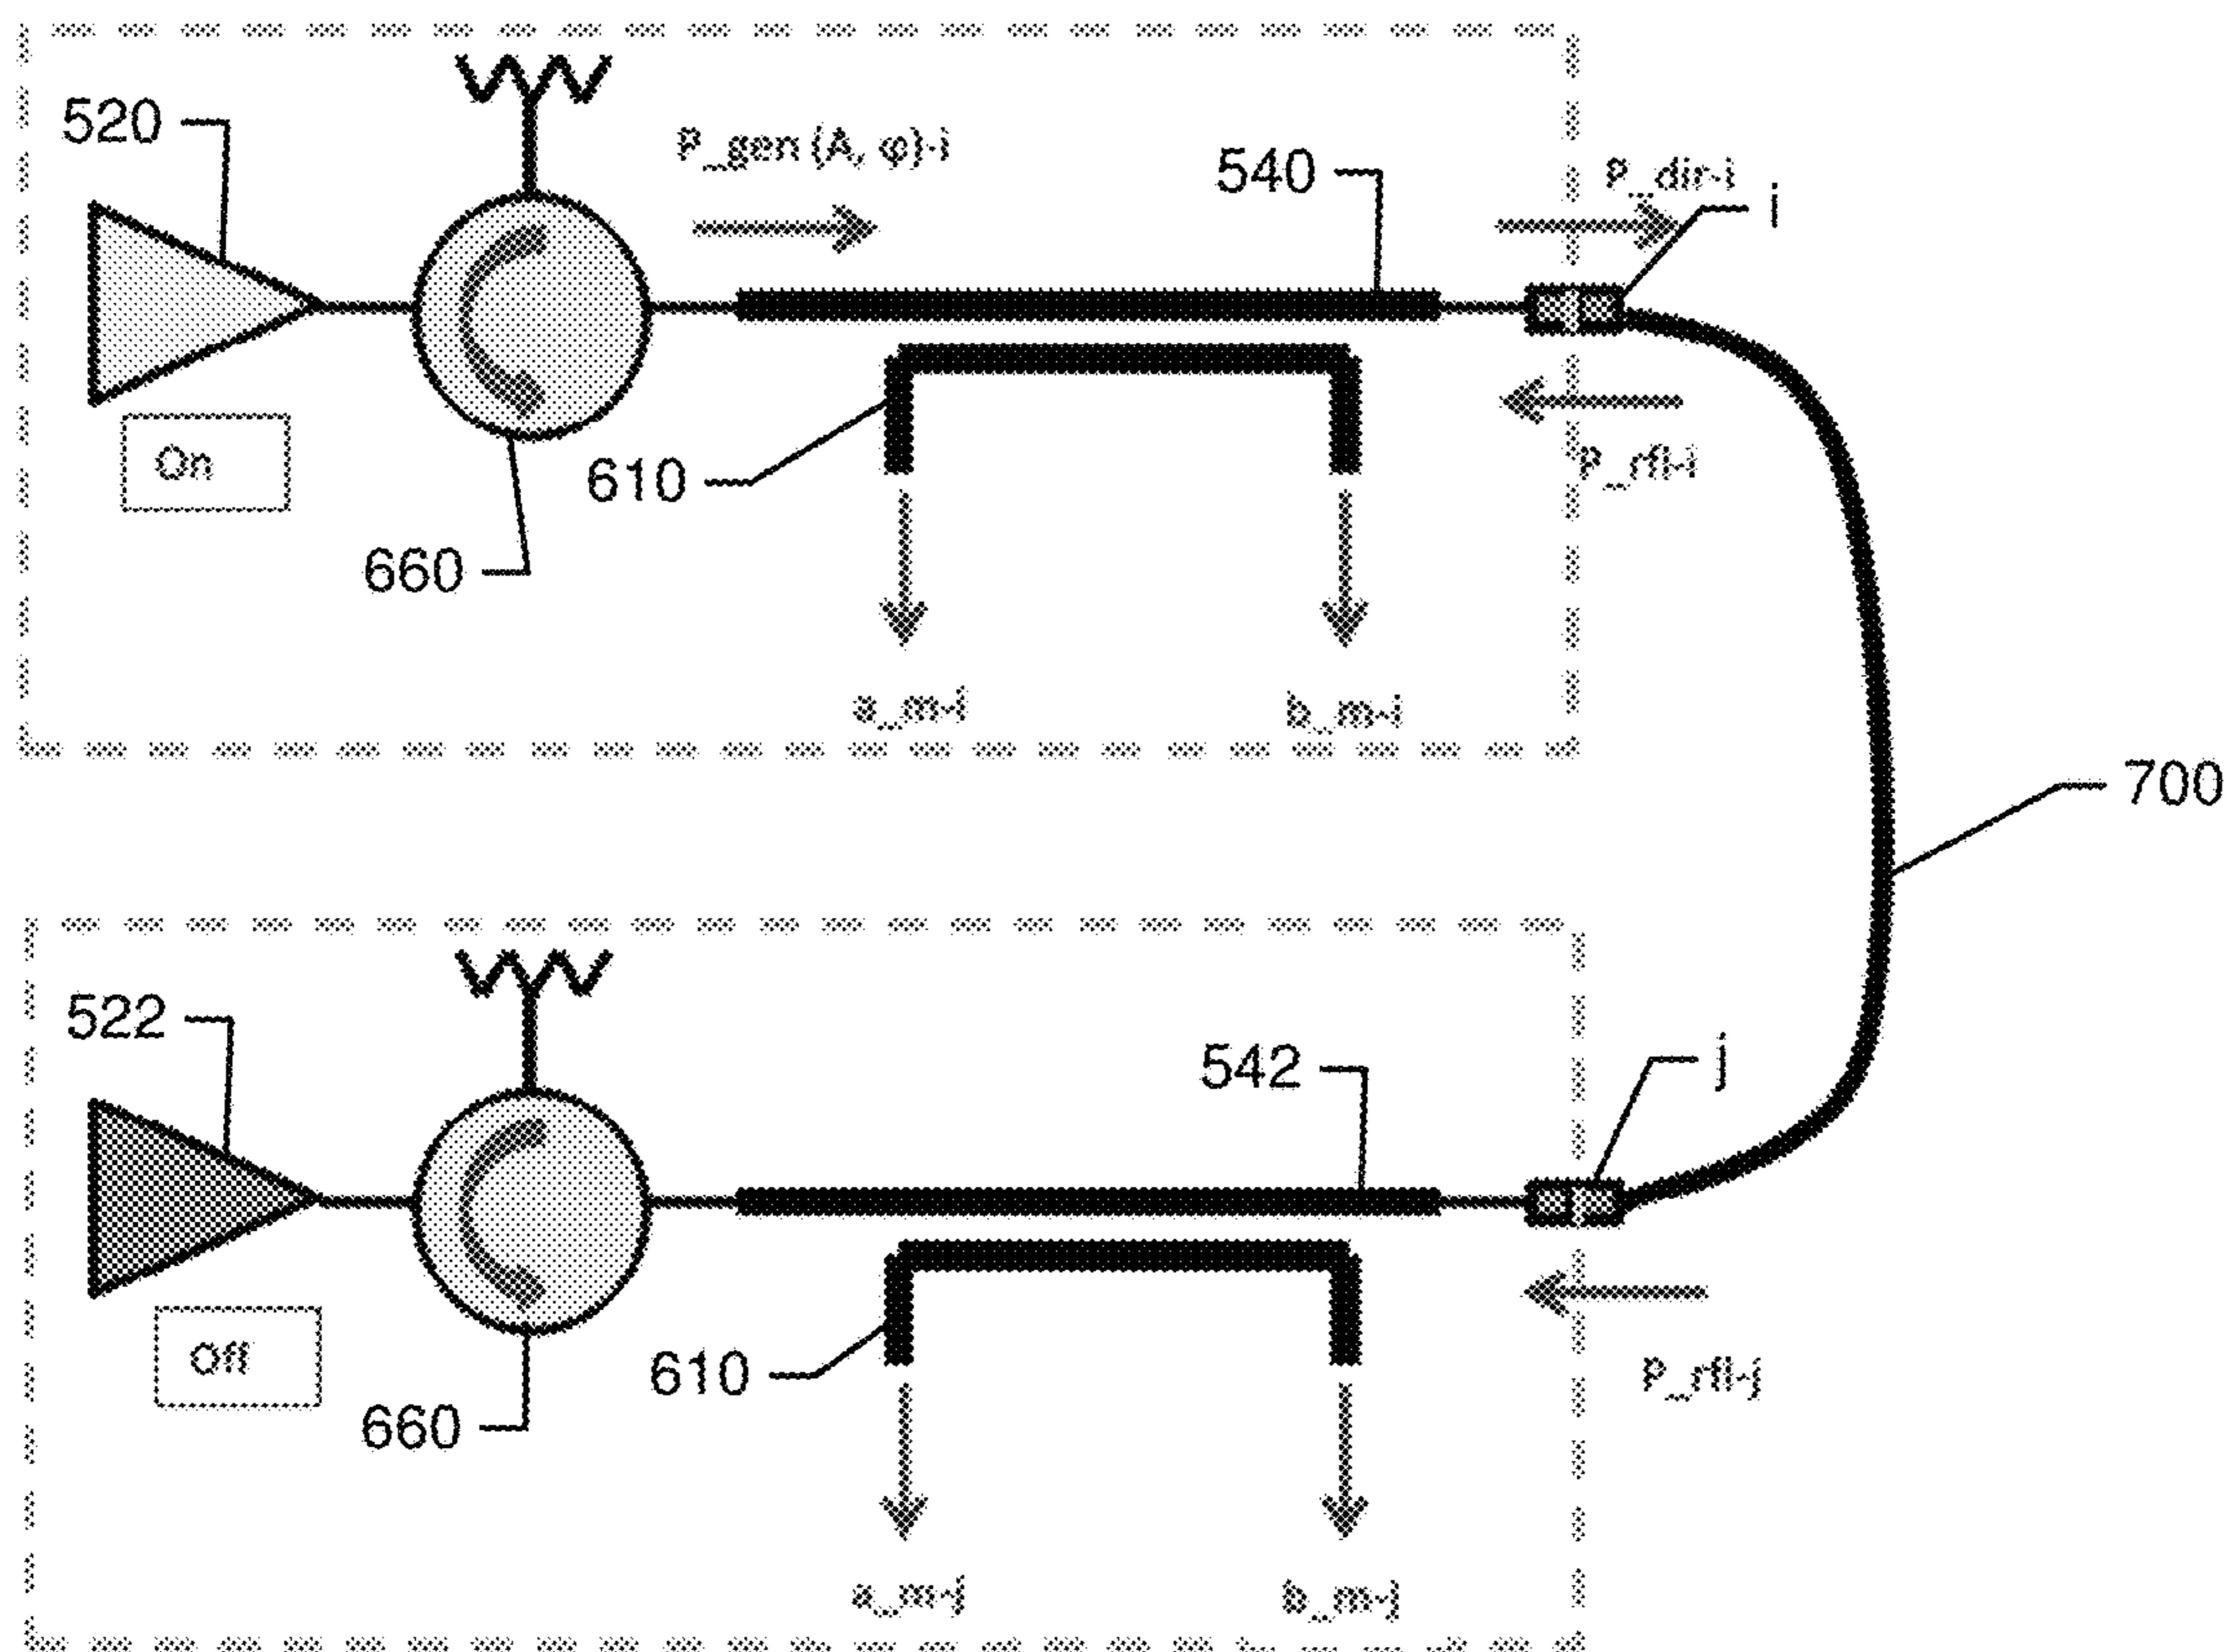 520
P_gen (A, φ)-i
540
P_dir-i
i
On
610
P_rfl-i
660
a_m-i
b_m-i
700
522
542
j
Off
610
P_rfl-j
660
a_m-j
b_m-j